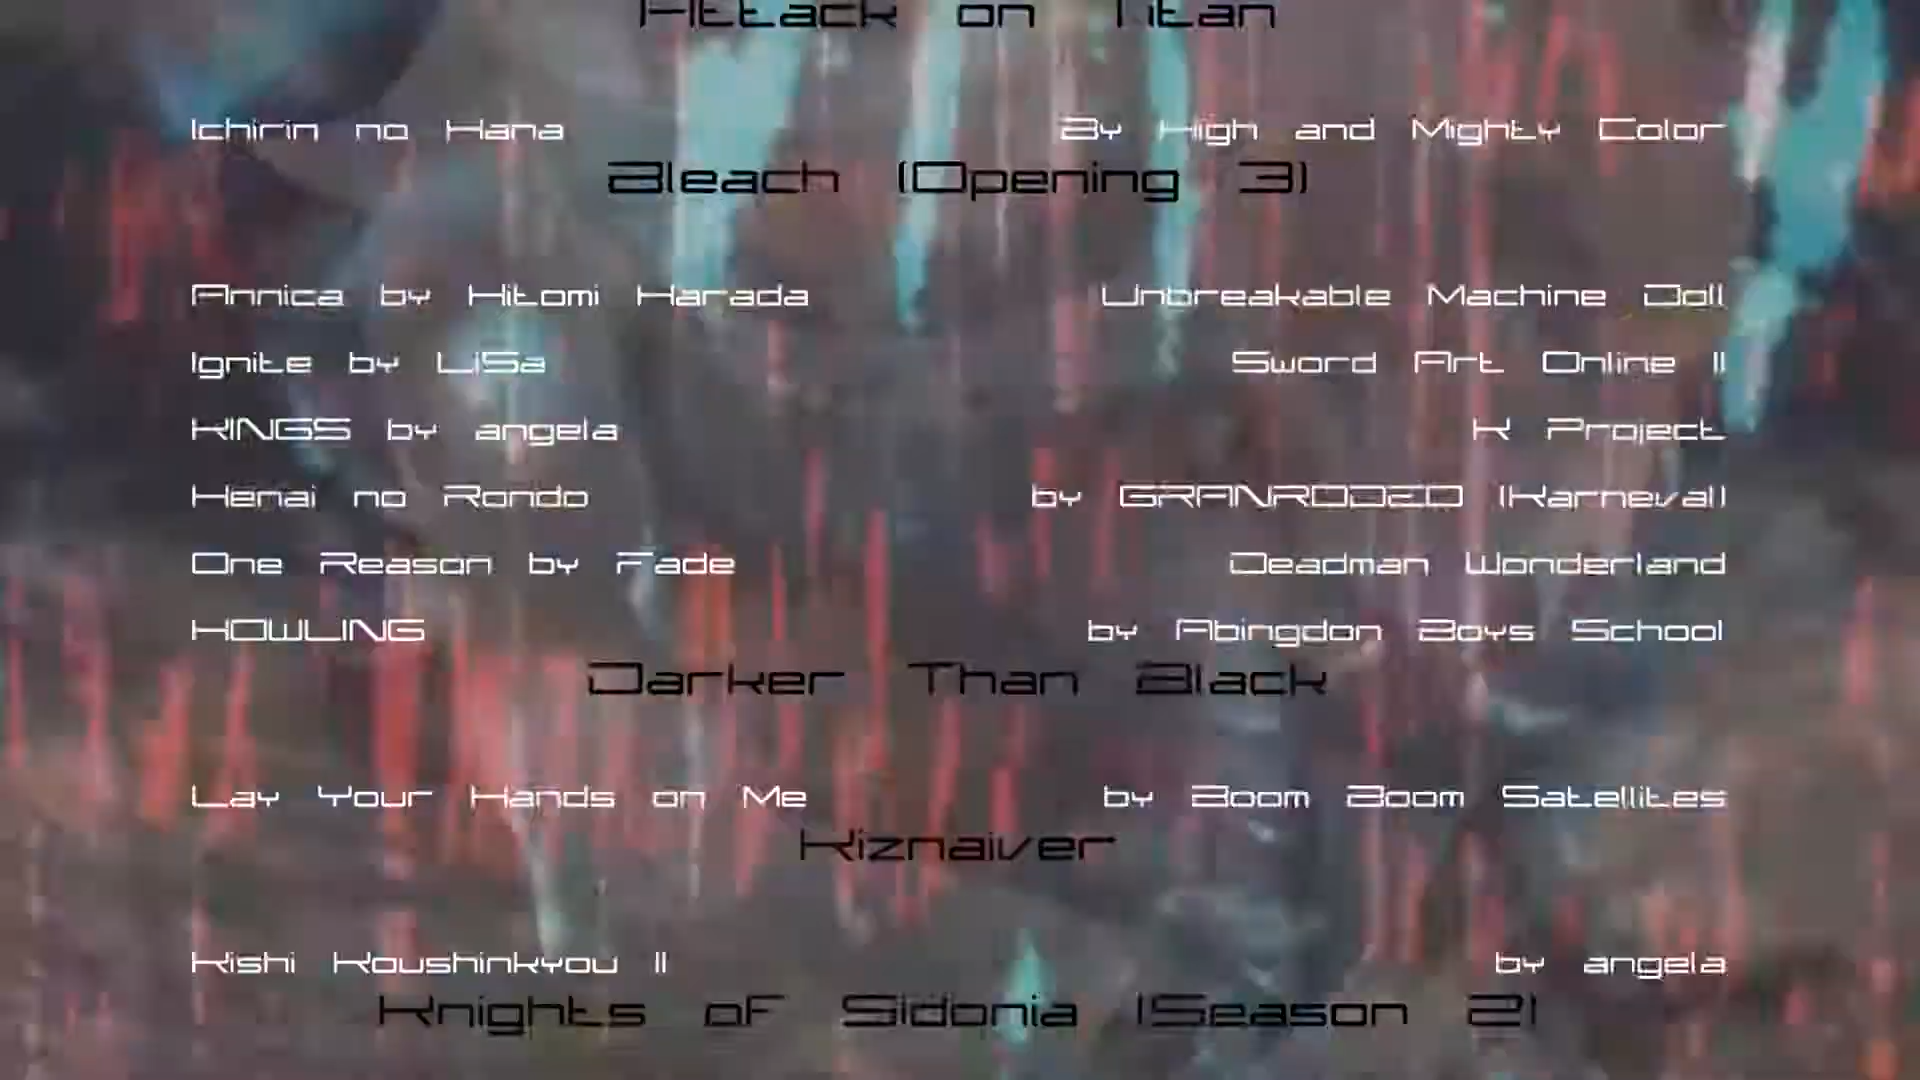 Attack on Titan
Ichirin no Hana By High and Mighty Color
Bleach (Opening 3)
Annica by Hitomi Harada Unbreakable Machine Doll
Ignite by LiSa Sword Art Online II
KINGS by angela K Project
Henai no Rondo by GRANRODEO (Karneval)
One Reason by Fade Deadman Wonderland
HOWLING by Abingdon Boys School
Darker Than Black
Lay Your Hands on Me by Boom Boom Satellites
Kiznaiver
Kishi Koushinkyou II by angela
Knights of Sidonia (Season 2)